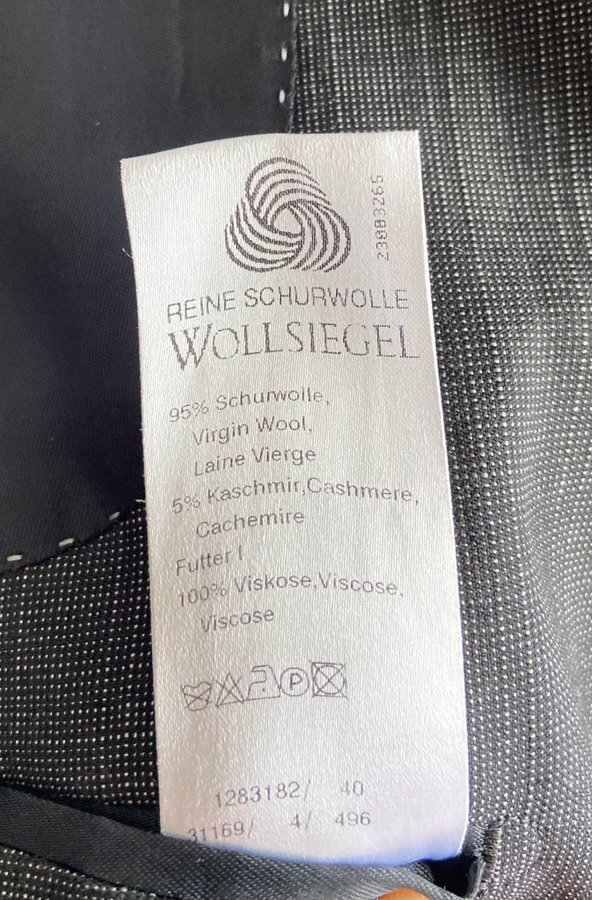 23003265
REINE SCHURWOLLE
WOLLSIEGEL
95% Schurwolle,
Virgin Wool,
Laine Vierge
5% Kaschmir,Cashmere,
Cachemire
Futter I
100% Viskose,Viscose,
Viscose
P
1283182/ 40
31169/ 4/ 496